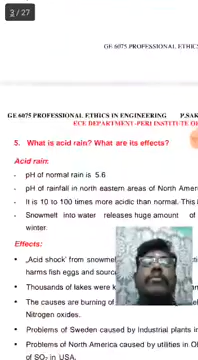 3 / 27
GE 6075 PROFESSIONAL ETHICS
GE 6075 PROFESSIONAL ETHICS IN ENGINEERING P.SAK
ECE DEPARTMENT-PERI INSTITUTE OF
5. What is acid rain? What are its effects?
Acid rain:
- pH of normal rain is 5.6
- pH of rainfall in north eastern areas of North Amer
- It is 10 to 100 times more acidic than normal. This i
- Snowmelt into water releases huge amount of
winter.
Effects:
• „Acid shock' from snowmel
harms fish eggs and sourc
• Thousands of lakes were k
• The causes are burning of
Nitrogen oxides.
• Problems of Sweden caused by Industrial plants ir
• Problems of North America caused by utilities in O
of SO₂ in USA.